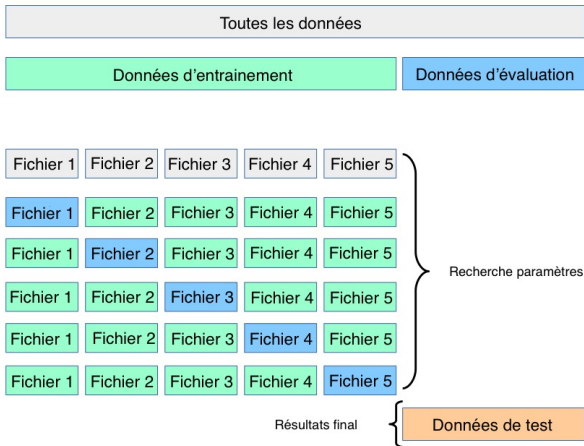 Toutes les données
Données d'entrainement Données d'évaluation
Fichier 1 Fichier 2 Fichier 3 Fichier 4 Fichier 5
Fichier 1 Fichier 2 Fichier 3 Fichier 4 Fichier 5
Fichier 1 Fichier 2 Fichier 3 Fichier 4 Fichier 5
Recherche paramètres
Fichier 1 Fichier 2 Fichier 3 Fichier 4 Fichier 5
Fichier 1 Fichier 2 Fichier 3 Fichier 4 Fichier 5
Fichier 1 Fichier 2 Fichier 3 Fichier 4 Fichier 5
Résultats final Données de test